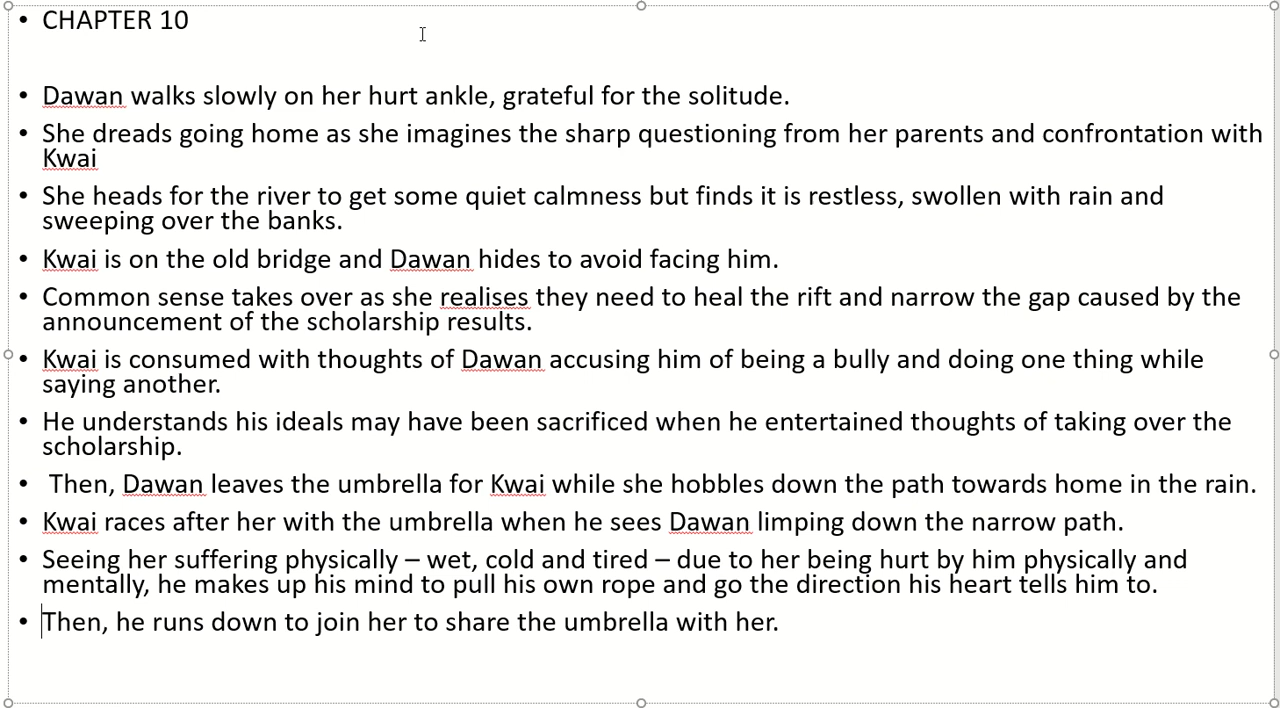 • CHAPTER 10
• Dawan walks slowly on her hurt ankle, grateful for the solitude.
• She dreads going home as she imagines the sharp questioning from her parents and confrontation with
Kwai
• She heads for the river to get some quiet calmness but finds it is restless, swollen with rain and
sweeping over the banks.
• Kwai is on the old bridge and Dawan hides to avoid facing him.
• Common sense takes over as she realises they need to heal the rift and narrow the gap caused by the
announcement of the scholarship results.
• Kwai is consumed with thoughts of Dawan accusing him of being a bully and doing one thing while
saying another.
• He understands his ideals may have been sacrificed when he entertained thoughts of taking over the
scholarship.
• Then, Dawan leaves the umbrella for Kwai while she hobbles down the path towards home in the rain.
• Kwai races after her with the umbrella when he sees Dawan limping down the narrow path.
• Seeing her suffering physically – wet, cold and tired – due to her being hurt by him physically and
mentally, he makes up his mind to pull his own rope and go the direction his heart tells him to.
• Then, he runs down to join her to share the umbrella with her.